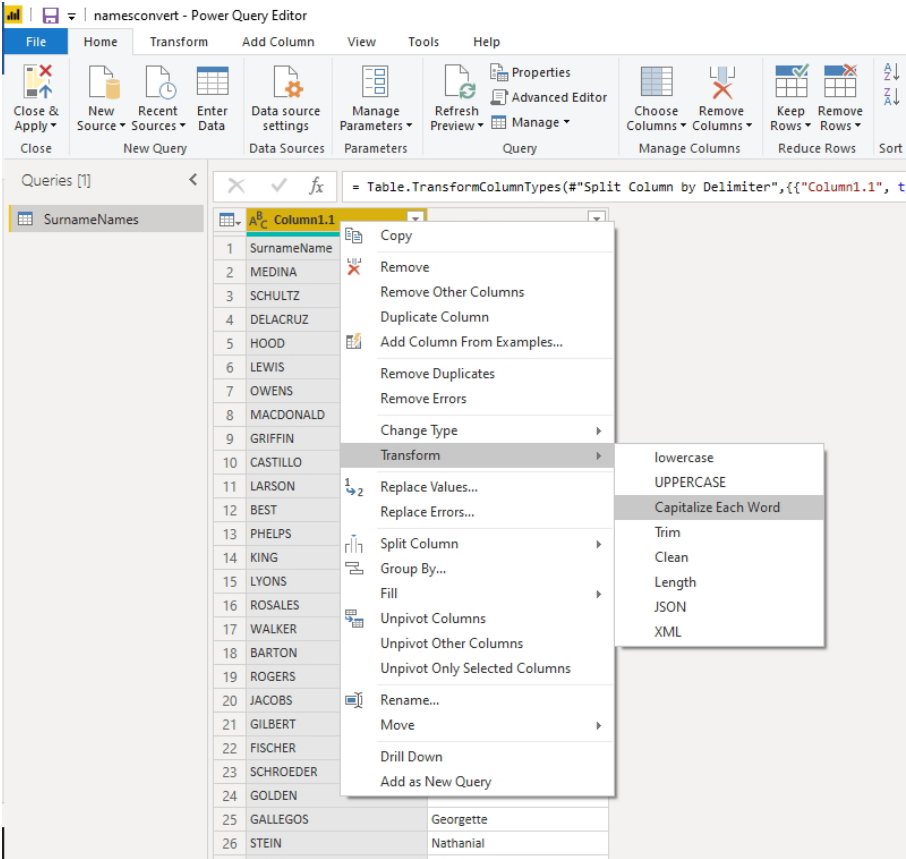 namesconvert - Power Query Editor
File Home Transform Add Column View Tools Help
Close & Apply
New Source
Recent Sources
Enter Data
Data source settings
Manage Parameters
Refresh Preview
Properties
Advanced Editor
Manage
Choose Columns
Remove Columns
Keep Rows
Remove Rows
Close New Query Data Sources Parameters Query Manage Columns Reduce Rows Sort
Queries [1]
fx = Table.TransformColumnTypes(#"Split Column by Delimiter",{{"Column1.1", t
SurnameNames
ABC Column1.1
1 SurnameName
2 MEDINA
3 SCHULTZ
4 DELACRUZ
5 HOOD
6 LEWIS
7 OWENS
8 MACDONALD
9 GRIFFIN
10 CASTILLO
11 LARSON
12 BEST
13 PHELPS
14 KING
15 LYONS
16 ROSALES
17 WALKER
18 BARTON
19 ROGERS
20 JACOBS
21 GILBERT
22 FISCHER
23 SCHROEDER
24 GOLDEN
25 GALLEGOS Georgette
26 STEIN Nathanial
Copy
Remove
Remove Other Columns
Duplicate Column
Add Column From Examples...
Remove Duplicates
Remove Errors
Change Type
Transform
Replace Values...
Replace Errors...
Split Column
Group By...
Fill
Unpivot Columns
Unpivot Other Columns
Unpivot Only Selected Columns
Rename...
Move
Drill Down
Add as New Query
lowercase
UPPERCASE
Capitalize Each Word
Trim
Clean
Length
JSON
XML